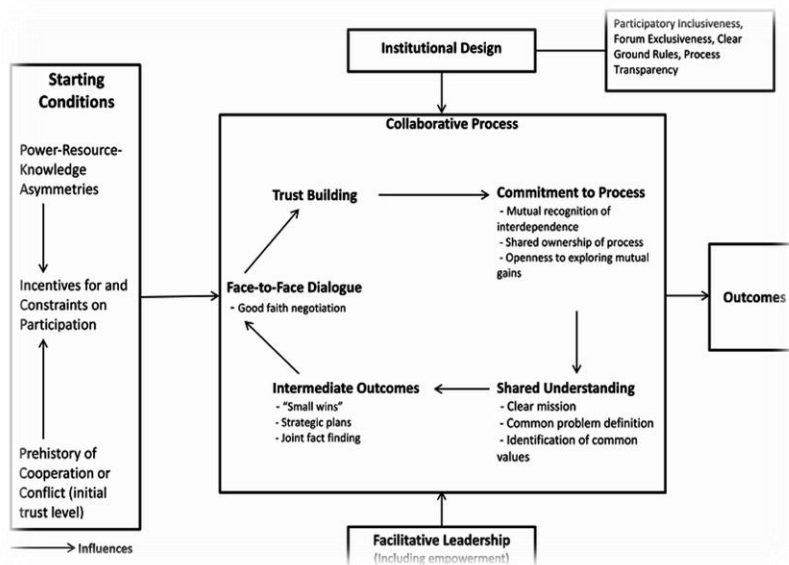 Institutional Design
Participatory Inclusiveness,
Forum Exclusiveness, Clear
Ground Rules, Process
Transparency
Starting
Conditions
Power-Resource-
Knowledge
Asymmetries
Incentives for and
Constraints on
Participation
Prehistory of
Cooperation or
Conflict (initial
trust level)
Collaborative Process
Trust Building
Commitment to Process
- Mutual recognition of
interdependence
- Shared ownership of process
- Openness to exploring mutual
gains
Face-to-Face Dialogue
- Good faith negotiation
Intermediate Outcomes
- "Small wins"
- Strategic plans
- Joint fact finding
Shared Understanding
- Clear mission
- Common problem definition
- Identification of common
values
Outcomes
Facilitative Leadership
(Including empowerment)
Influences